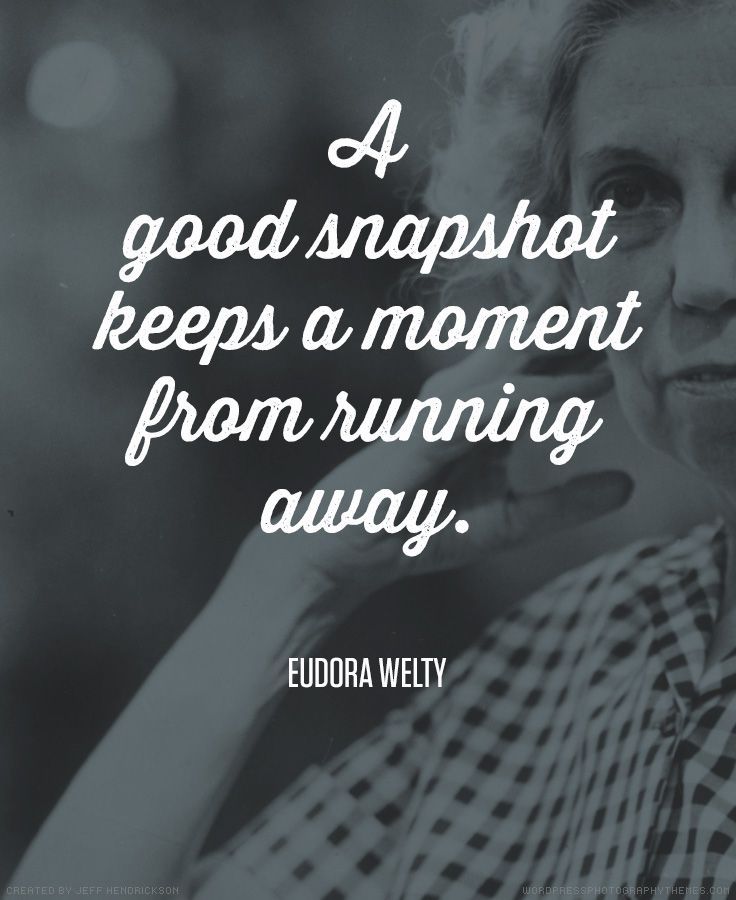 A
good snapshot
keeps a moment
from running
away.
EUDORA WELTY
CREATED BY JEFF HENDRICKSON
WORDPRESSPHOTOGRAPHYTHEMES.COM